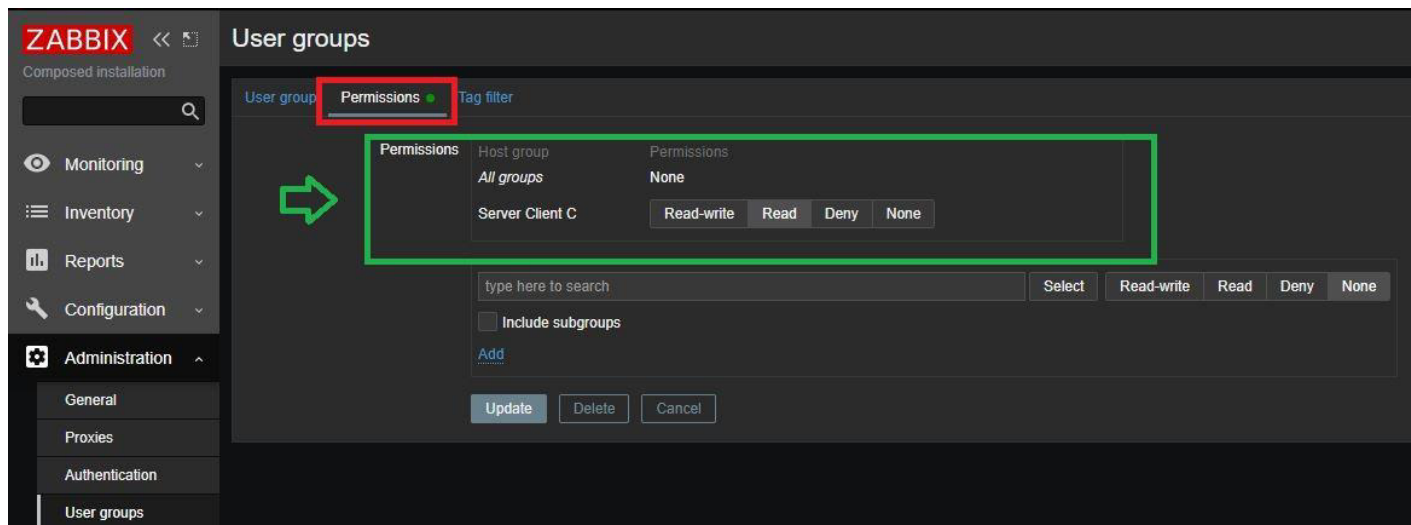 ZABBIX
Composed installation
Monitoring
Inventory
Reports
Configuration
Administration
General
Proxies
Authentication
User groups
User groups
User group Permissions Tag filter
Permissions Host group Permissions
All groups None
Server Client C Read-write Read Deny None
type here to search Select Read-write Read Deny None
Include subgroups
Add
Update Delete Cancel